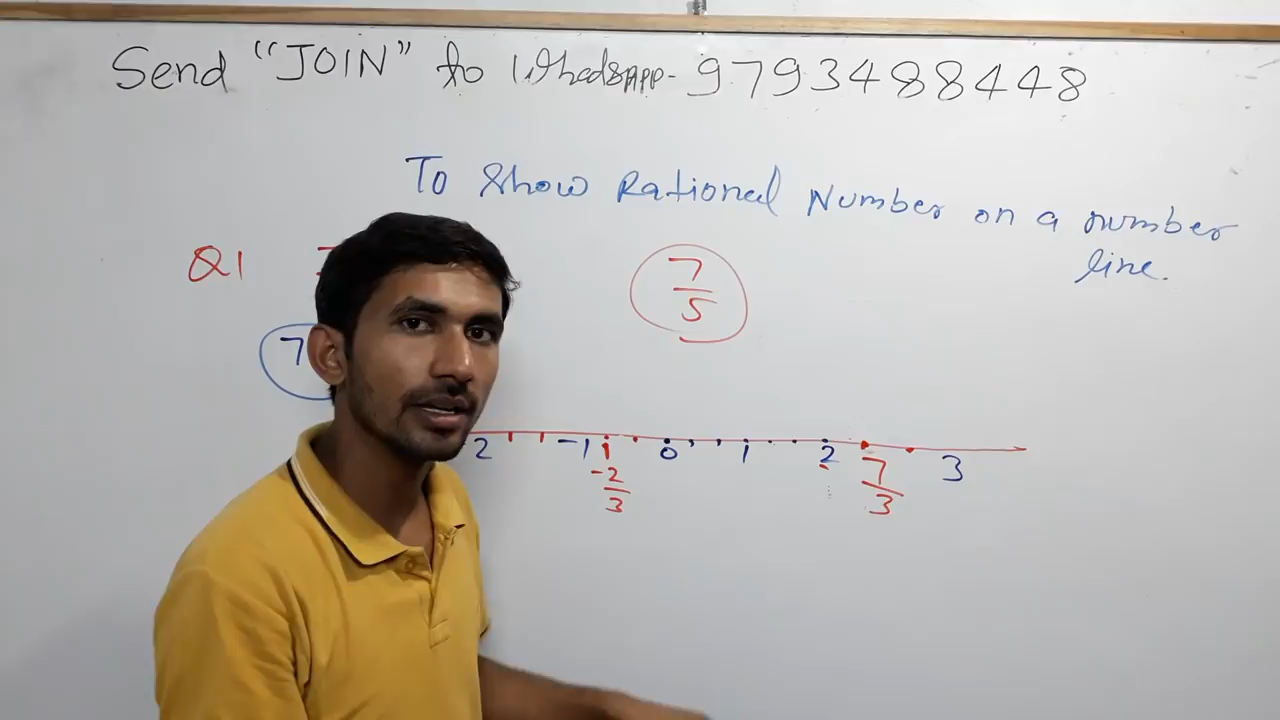 Send "JOIN" to WhatsAPP- 9793488448
To Show Rational Number on a number
line.
Q1 7/5
7
2 -1 0 1 2 3
-2/3 7/3